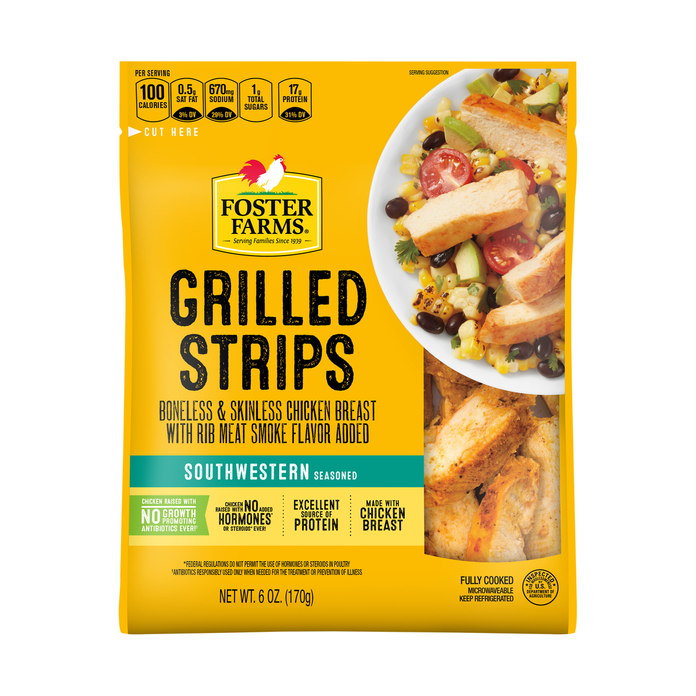 PER SERVING
100 CALORIES
0.5g SAT FAT 3% DV
670mg SODIUM 29% DV
1g TOTAL SUGARS
17g PROTEIN 31% DV
CUT HERE
SERVING SUGGESTION
FOSTER
FARMS®
Serving Families Since 1939
GRILLED
STRIPS
BONELESS & SKINLESS CHICKEN BREAST
WITH RIB MEAT SMOKE FLAVOR ADDED
SOUTHWESTERN SEASONED
CHICKEN RAISED WITH
NO GROWTH
PROMOTING
ANTIBIOTICS EVER!†
CHICKEN
RAISED WITH NO ADDED
HORMONES*
OR STEROIDS* EVER!
EXCELLENT
SOURCE OF
PROTEIN
MADE WITH
CHICKEN
BREAST
*FEDERAL REGULATIONS DO NOT PERMIT THE USE OF HORMONES OR STEROIDS IN POULTRY
†ANTIBIOTICS RESPONSIBLY USED ONLY WHEN NEEDED FOR THE TREATMENT OR PREVENTION OF ILLNESS
NET WT. 6 OZ. (170g)
FULLY COOKED
MICROWAVEABLE
KEEP REFRIGERATED
INSPECTED
U.S.
DEPARTMENT OF
AGRICULTURE